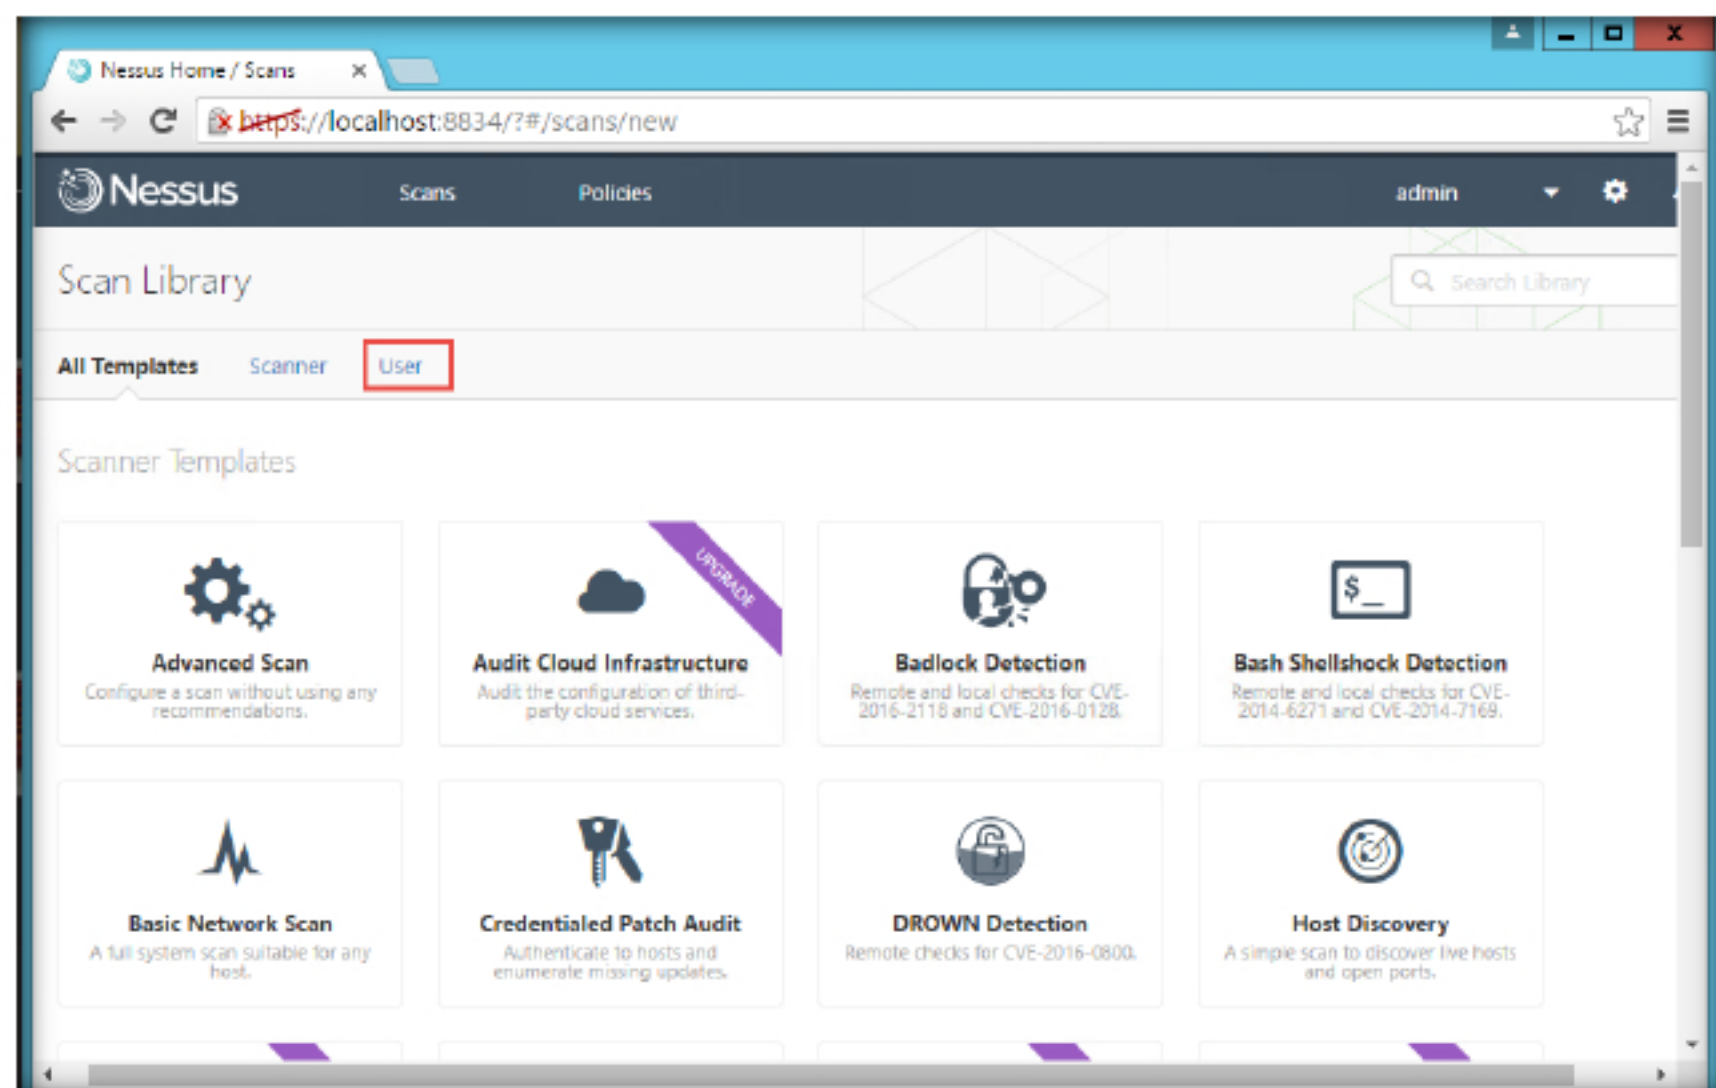 Nessus Home / Scans
https://localhost:8834/?#/scans/new
Nessus Scans Policies admin
Scan Library
Search Library
All Templates Scanner User
Scanner Templates
UPGRADE
$_
Advanced Scan
Configure a scan without using any
recommendations.
Audit Cloud Infrastructure
Audit the configuration of third-
party cloud services.
Badlock Detection
Remote and local checks for CVE-
2016-2118 and CVE-2016-0128.
Bash Shellshock Detection
Remote and local checks for CVE-
2014-6271 and CVE-2014-7169.
Basic Network Scan
A full system scan suitable for any
host.
Credentialed Patch Audit
Authenticate to hosts and
enumerate missing updates.
DROWN Detection
Remote checks for CVE-2016-0800.
Host Discovery
A simple scan to discover live hosts
and open ports.